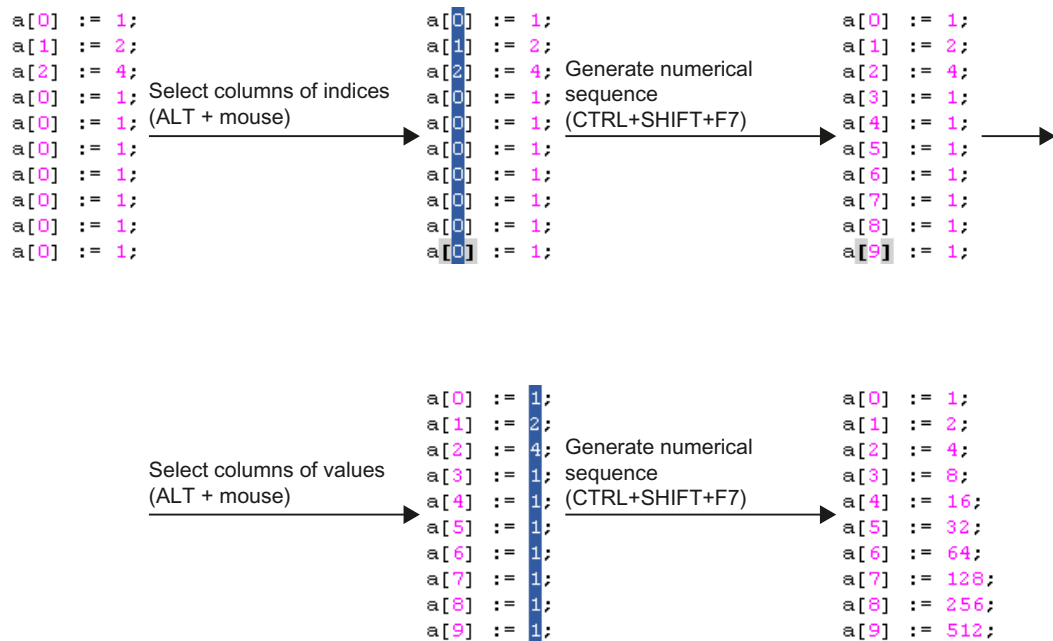 a[0] := 1;
a[1] := 2;
a[2] := 4;
a[0] := 1;
a[0] := 1;
a[0] := 1;
a[0] := 1;
a[0] := 1;
a[0] := 1;
a[0] := 1;
Select columns of indices
(ALT + mouse)
a[0] := 1;
a[1] := 2;
a[2] := 4;
a[0] := 1;
a[0] := 1;
a[0] := 1;
a[0] := 1;
a[0] := 1;
a[0] := 1;
a[0] := 1;
Generate numerical
sequence
(CTRL+SHIFT+F7)
a[0] := 1;
a[1] := 2;
a[2] := 4;
a[3] := 1;
a[4] := 1;
a[5] := 1;
a[6] := 1;
a[7] := 1;
a[8] := 1;
a[9] := 1;
Select columns of values
(ALT + mouse)
a[0] := 1;
a[1] := 2;
a[2] := 4;
a[3] := 1;
a[4] := 1;
a[5] := 1;
a[6] := 1;
a[7] := 1;
a[8] := 1;
a[9] := 1;
Generate numerical
sequence
(CTRL+SHIFT+F7)
a[0] := 1;
a[1] := 2;
a[2] := 4;
a[3] := 8;
a[4] := 16;
a[5] := 32;
a[6] := 64;
a[7] := 128;
a[8] := 256;
a[9] := 512;